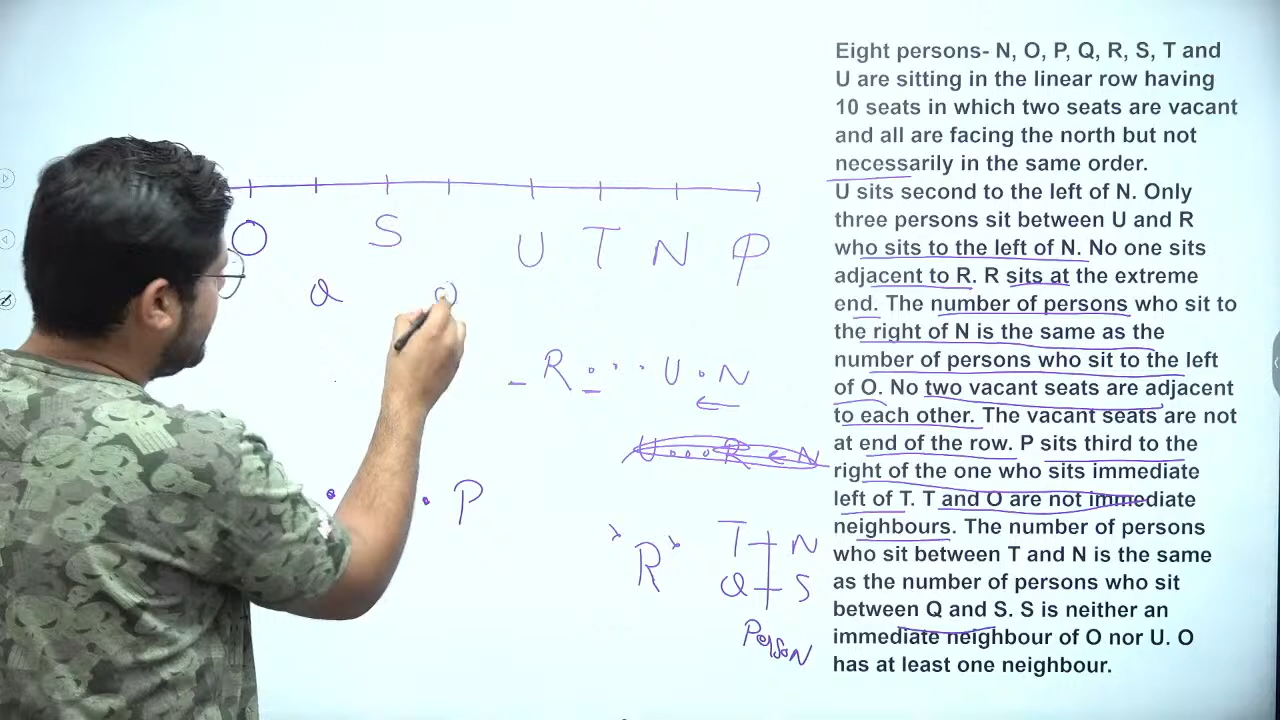 Eight persons- N, O, P, Q, R, S, T and
U are sitting in the linear row having
10 seats in which two seats are vacant
and all are facing the north but not
necessarily in the same order.
U sits second to the left of N. Only
three persons sit between U and R
who sits to the left of N. No one sits
adjacent to R. R sits at the extreme
end. The number of persons who sit to
the right of N is the same as the
number of persons who sit to the left
of O. No two vacant seats are adjacent
to each other. The vacant seats are not
at end of the row. P sits third to the
right of the one who sits immediate
left of T. T and O are not immediate
neighbours. The number of persons
who sit between T and N is the same
as the number of persons who sit
between Q and S. S is neither an
immediate neighbour of O nor U. O
has at least one neighbour.
O S U T N P
Q
_ R . . . U . N
U . . . R ← N
. . P
R T N
Q S
Person